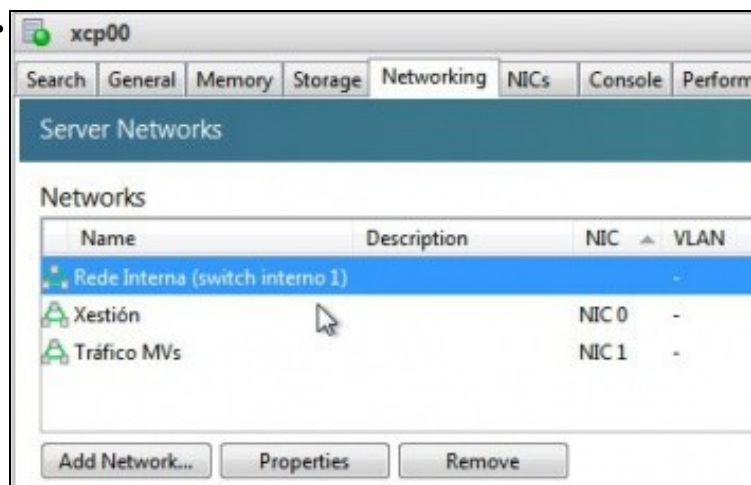 xcp00
Search General Memory Storage Networking NICs Console Perform
Server Networks
Networks
Name Description NIC VLAN
Rede Interna (switch interno 1) -
Xestión NIC 0 -
Tráfico MVs NIC 1 -
Add Network... Properties Remove